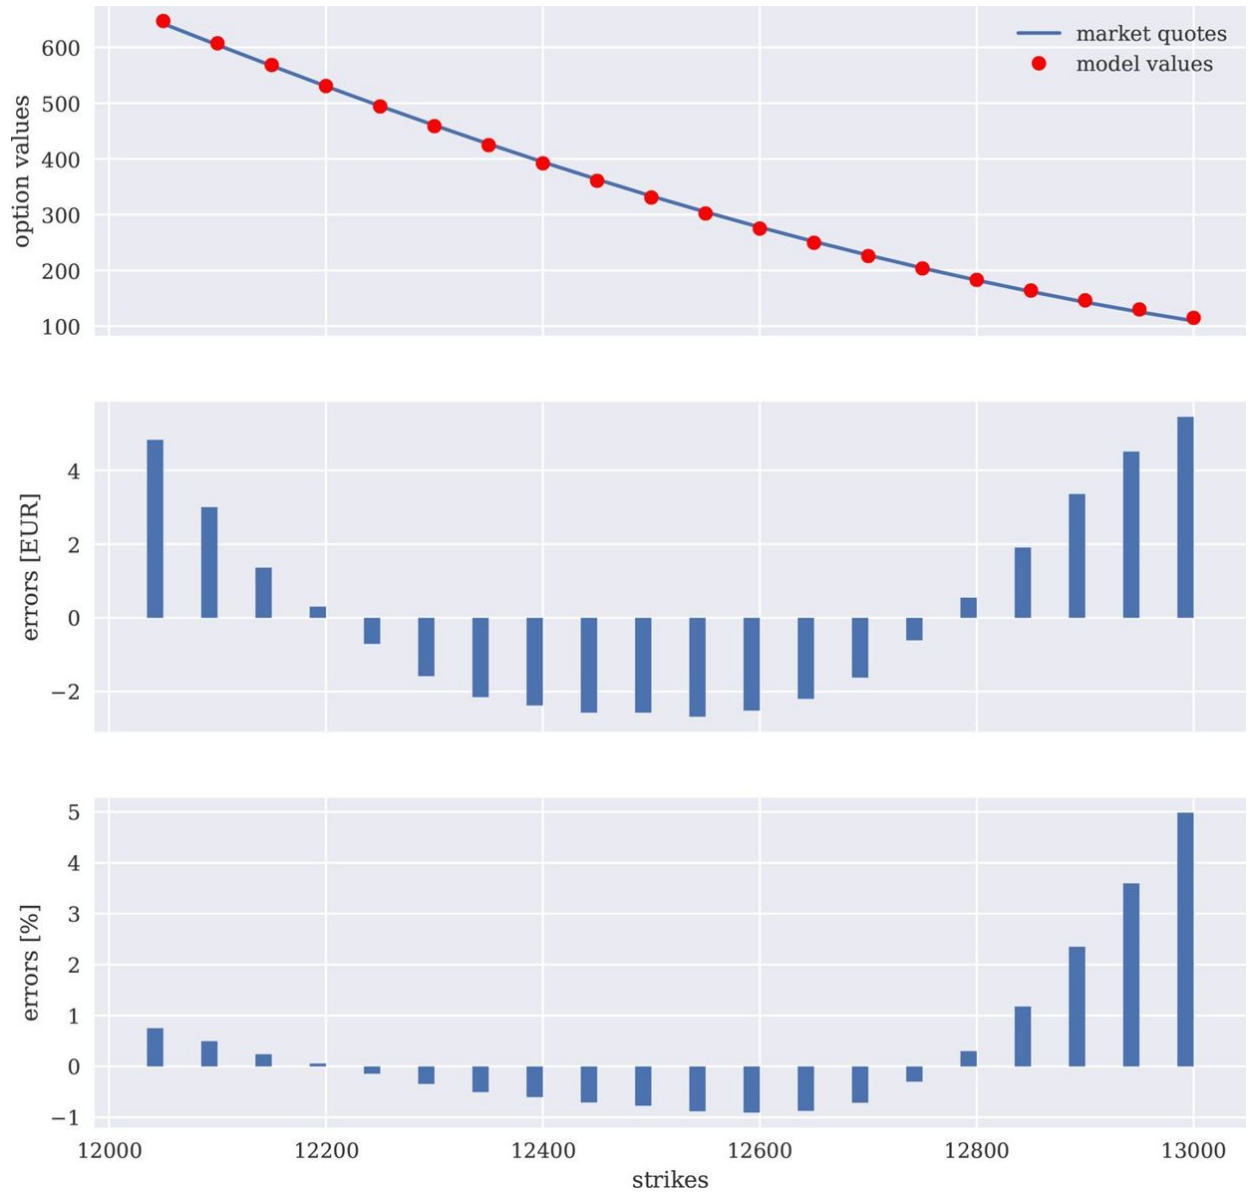 market quotes
model values
600
500
400
300
200
100
option values
4
2
0
−2
errors [EUR]
5
4
3
2
1
0
−1
errors [%]
12000 12200 12400 12600 12800 13000
strikes